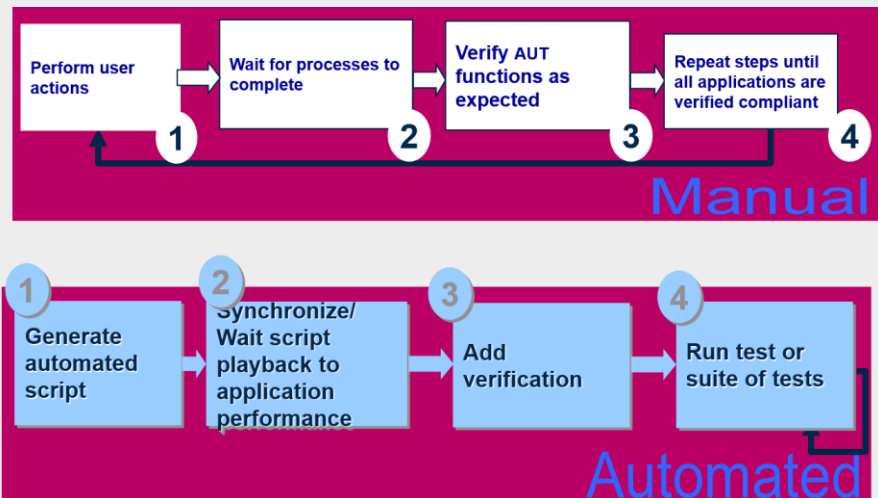 Perform user
actions
1
Wait for processes to
complete
2
Verify AUT
functions as
expected
3
Repeat steps until
all applications are
verified compliant
4
Manual
1
Generate
automated
script
2
Synchronize/
Wait script
playback to
application
performance
3
Add
verification
4
Run test or
suite of tests
Automated